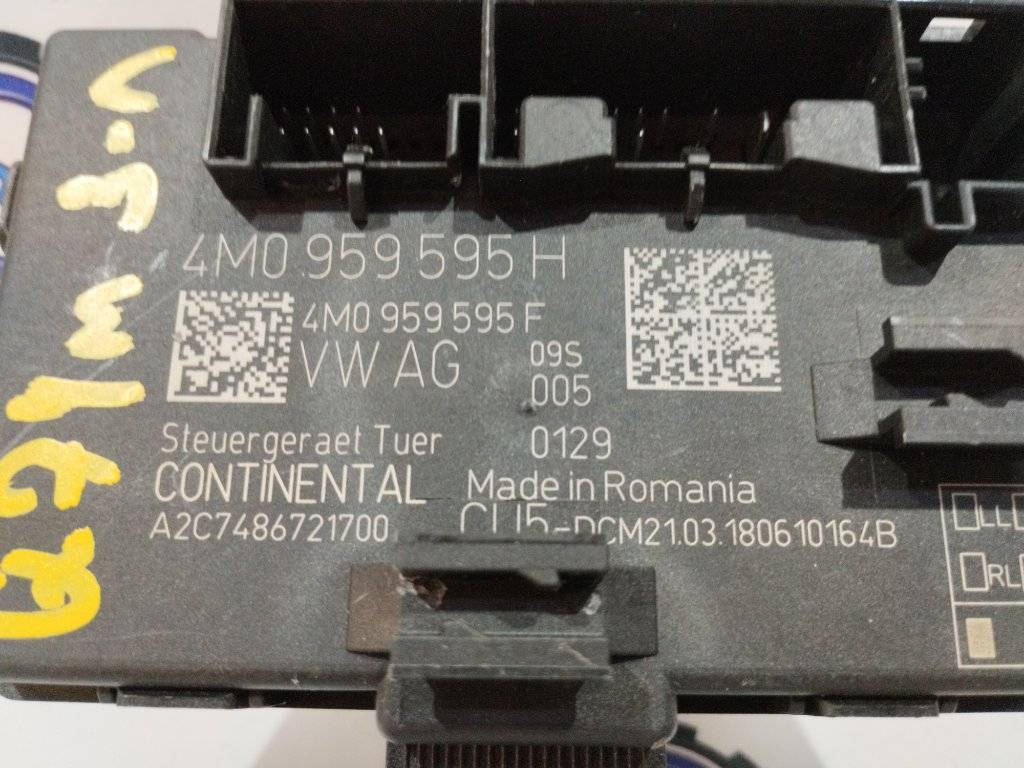 4M0 959 595 H
4M0 959 595 F
VW AG
09S
005
Steuergeraet Tuer
0129
CONTINENTAL
Made in Romania
A2C7486721700
CU5-DCM21.03.180610164B
LL
RL